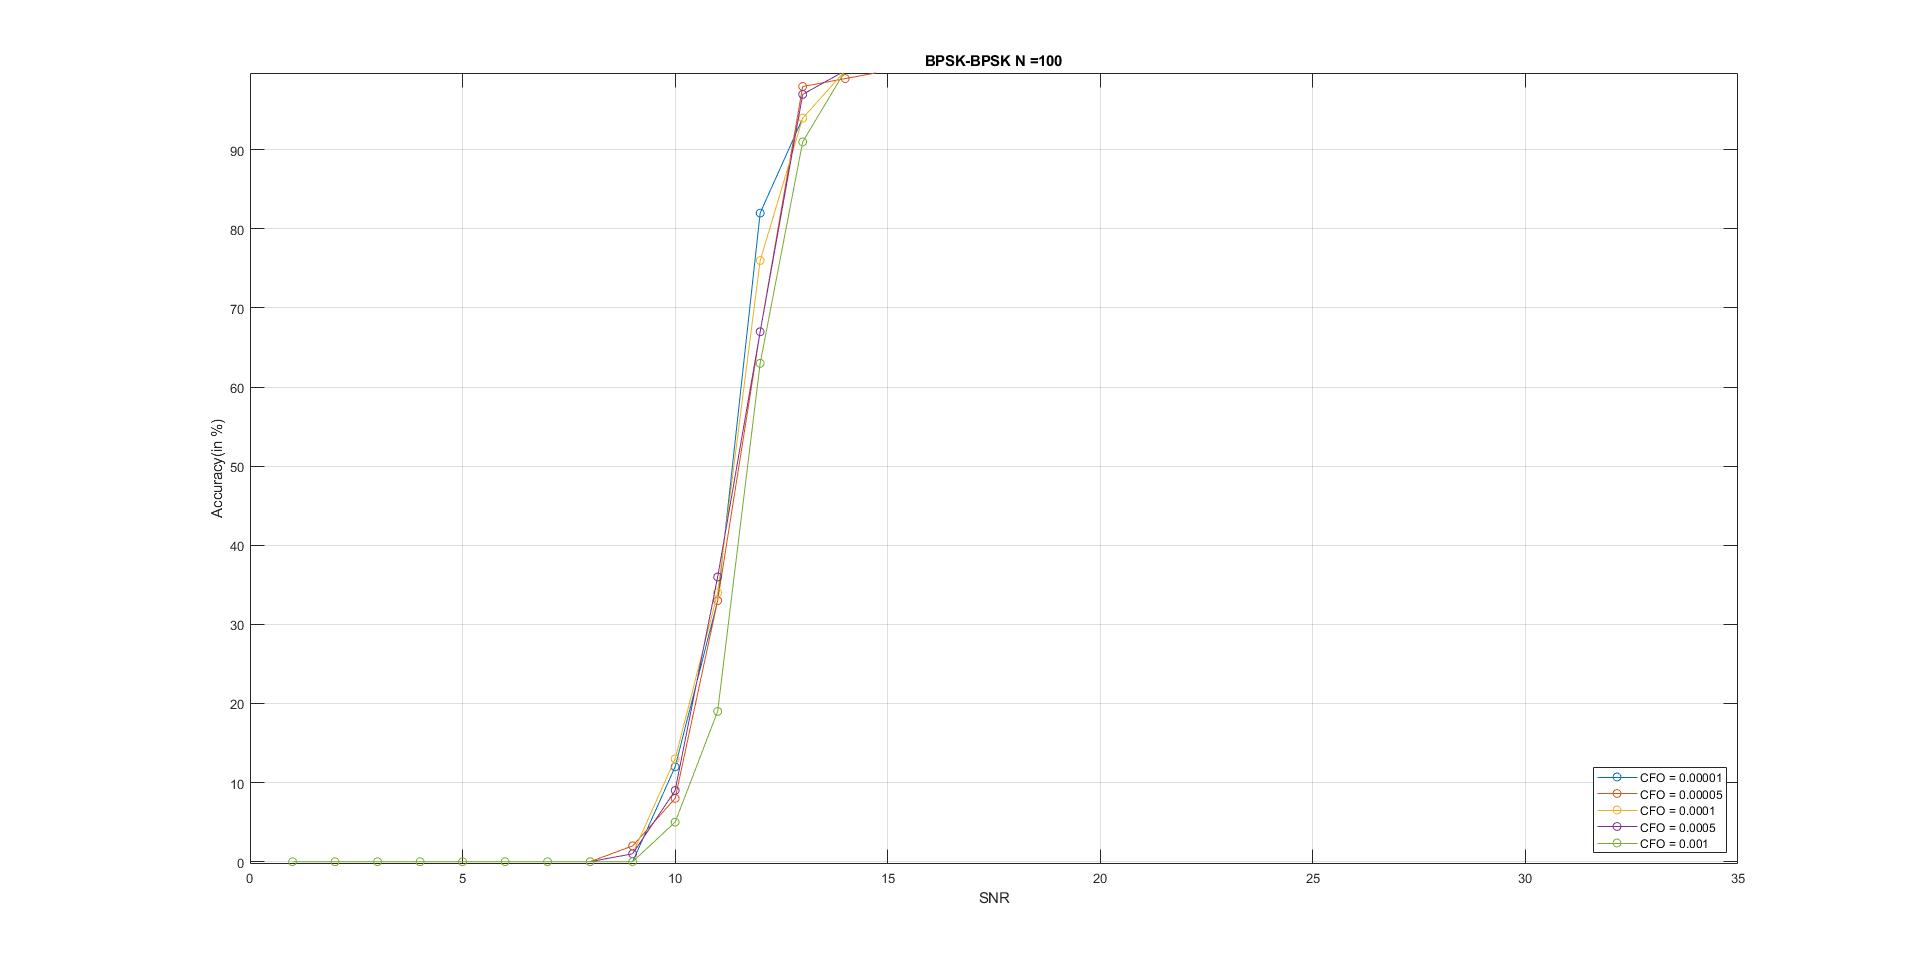 BPSK-BPSK N =100
90
80
70
60
50
40
30
20
10
0
Accuracy(in %)
0 5 10 15 20 25 30 35
SNR
CFO = 0.00001
CFO = 0.00005
CFO = 0.0001
CFO = 0.0005
CFO = 0.001